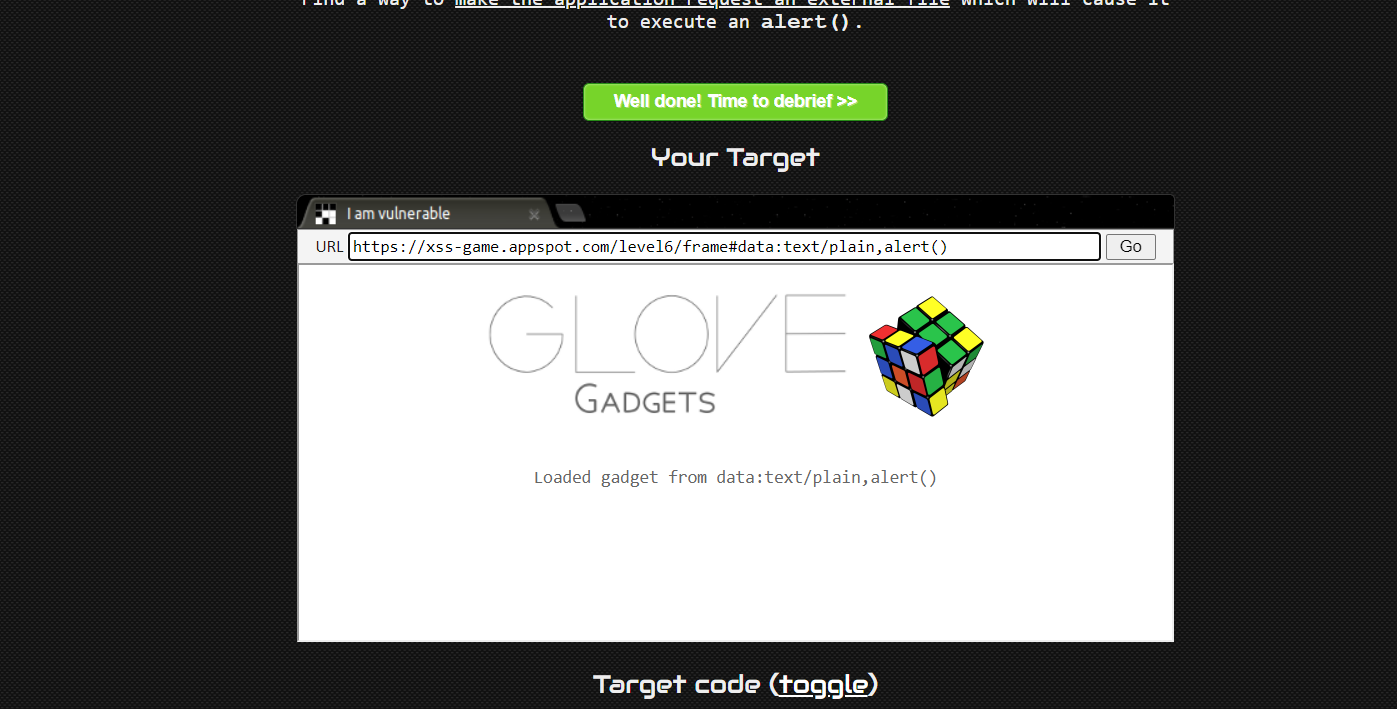 Find a way to make the application request an external file which will cause it
to execute an alert().
Well done! Time to debrief >>
Your Target
I am vulnerable
URL https://xss-game.appspot.com/level6/frame#data:text/plain,alert() Go
GLOVE
GADGETS
Loaded gadget from data:text/plain,alert()
Target code (toggle)